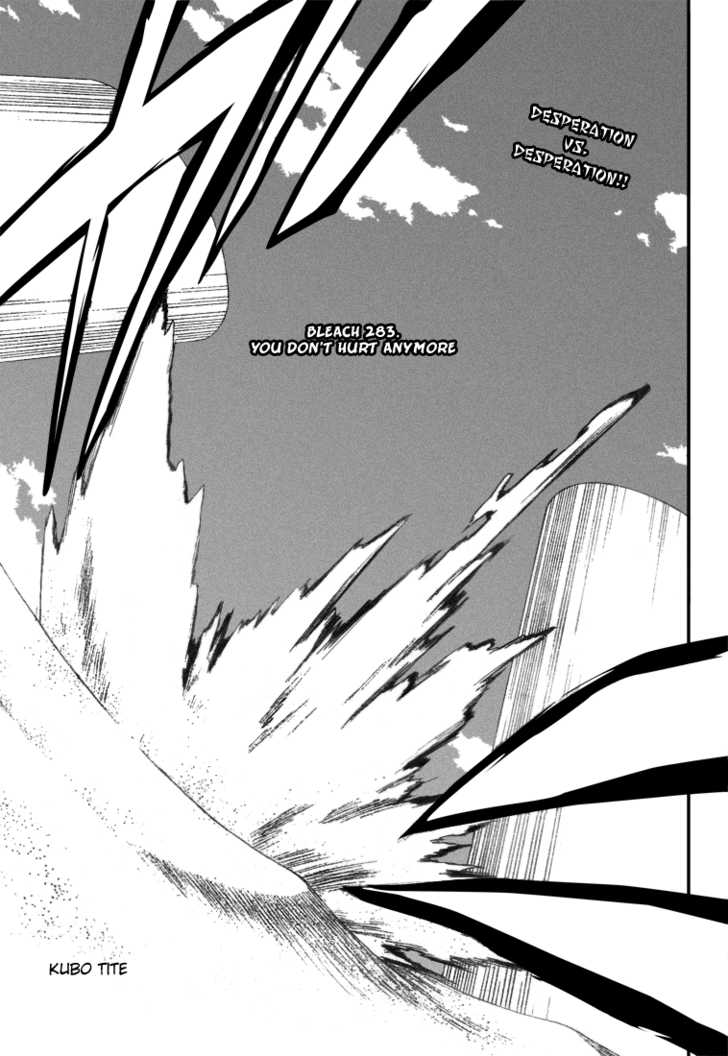 DESPERATION
VS.
DESPERATION!!
BLEACH 283.
YOU DON'T HURT ANYMORE
KUBO TITE